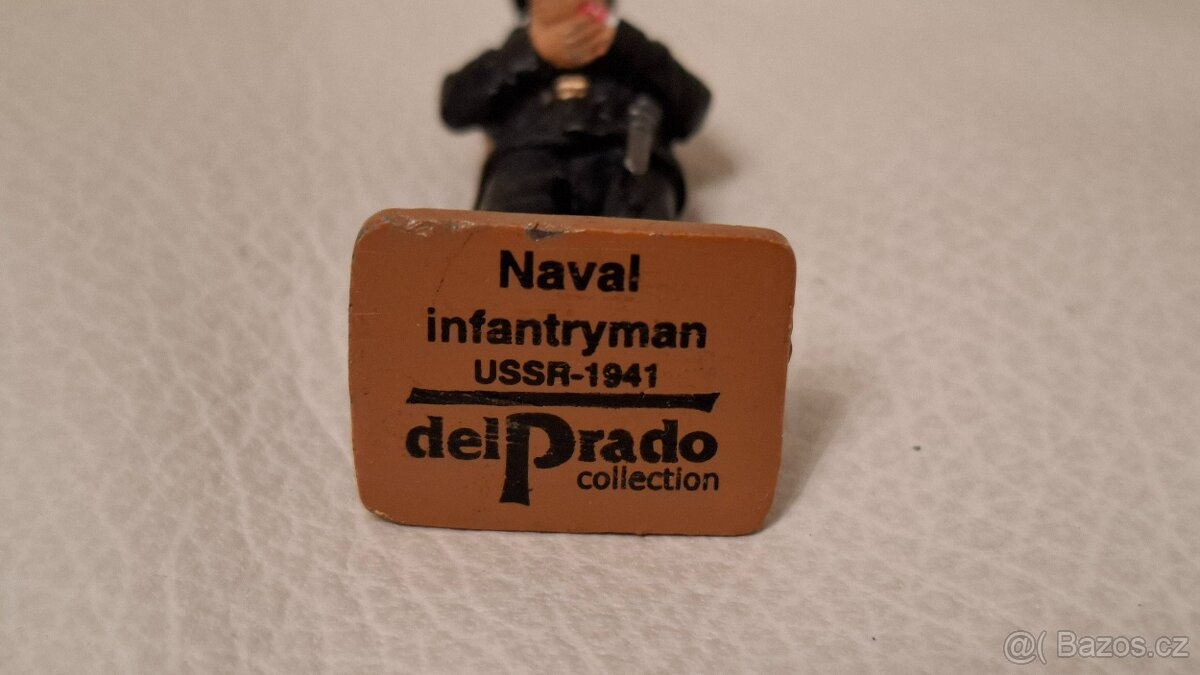 Naval
infantryman
USSR-1941
delPrado
collection
@( Bazos.cz